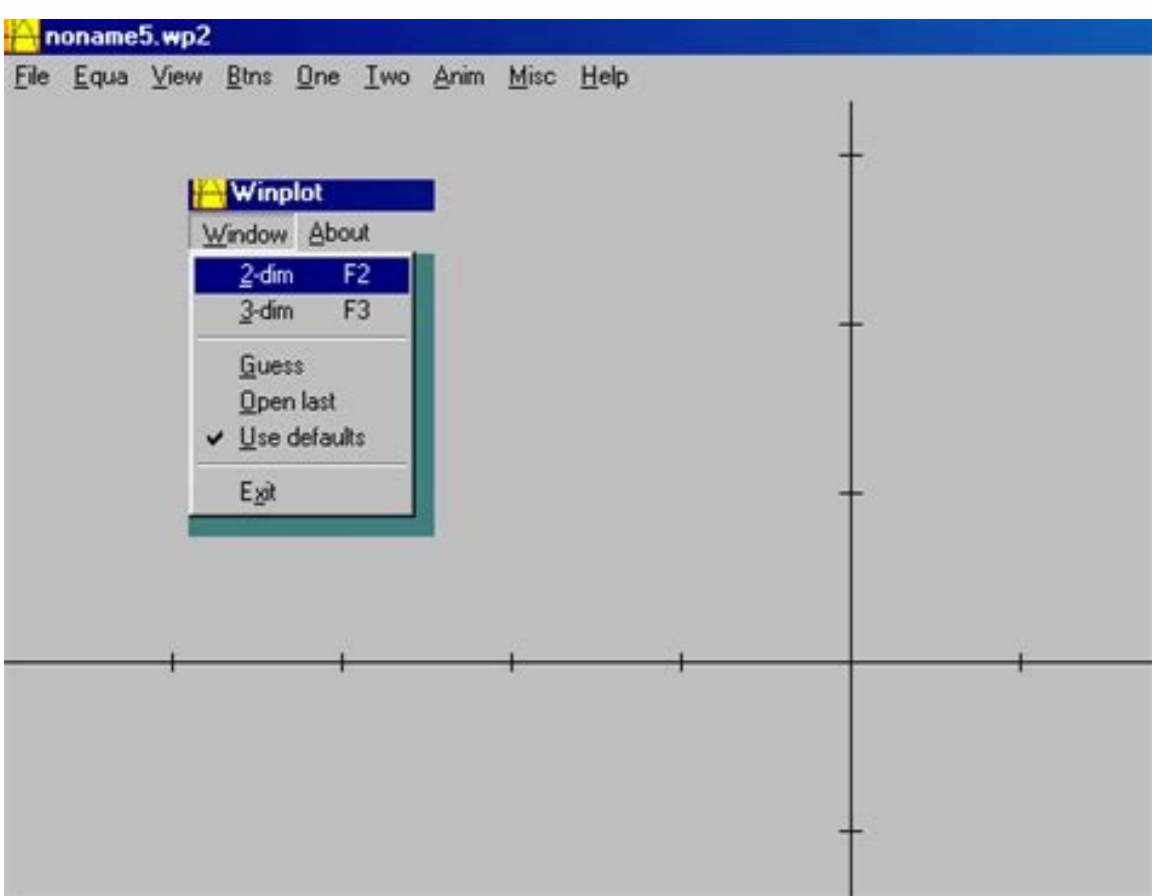 noname5.wp2
File Equa View Btns One Two Anim Misc Help
Winplot
Window About
2-dim F2
3-dim F3
Guess
Open last
Use defaults
Exit